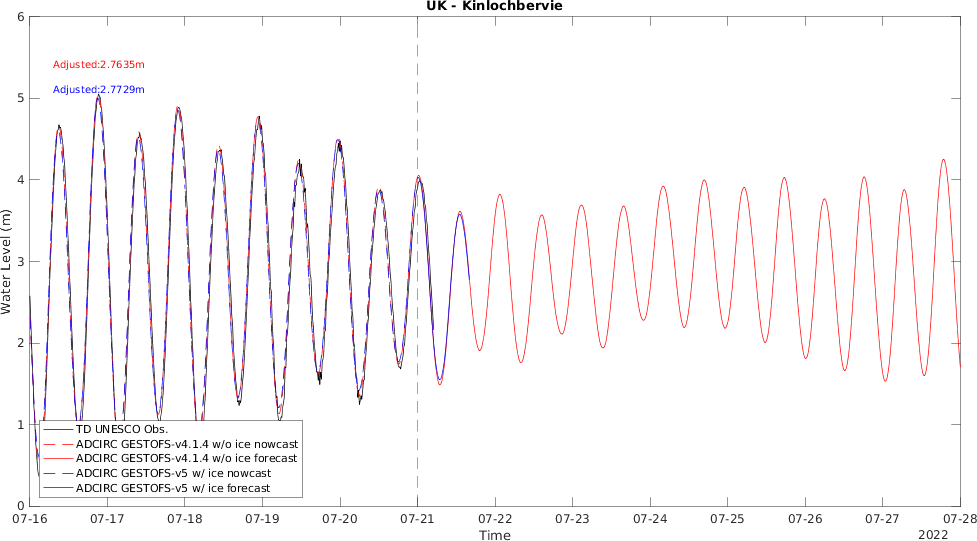 UK - Kinlochbervie
6
Adjusted:2.7635m
5
Adjusted:2.7729m
4
3
Water Level (m)
2
1
TD UNESCO Obs.
ADCIRC GESTOFS-v4.1.4 w/o ice nowcast
ADCIRC GESTOFS-v4.1.4 w/o ice forecast
ADCIRC GESTOFS-v5 w/ ice nowcast
ADCIRC GESTOFS-v5 w/ ice forecast
0
07-16 07-17 07-18 07-19 07-20 07-21 07-22 07-23 07-24 07-25 07-26 07-27 07-28
Time
2022